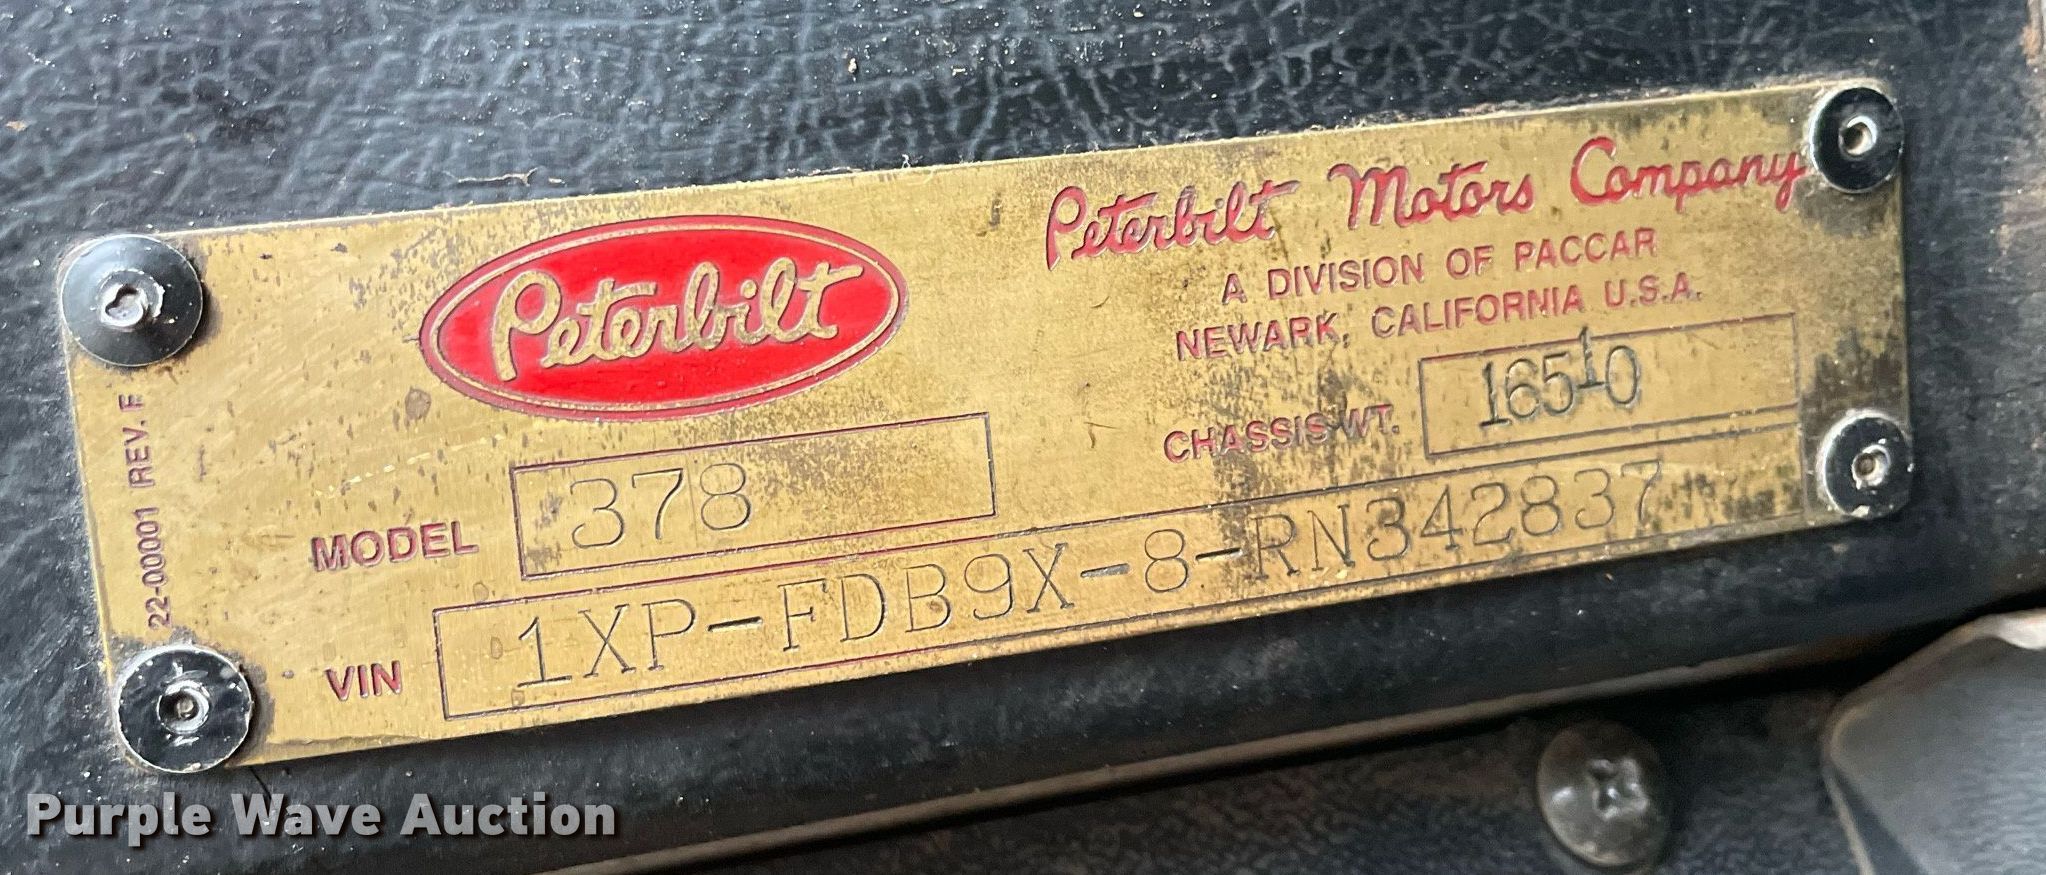 Peterbilt
Peterbilt Motors Company
A DIVISION OF PACCAR
NEWARK, CALIFORNIA U.S.A.
CHASSIS WT. 16510
MODEL 378
VIN 1XP-FDB9X-8-RN342837
22-00001 REV. F
Purple Wave Auction